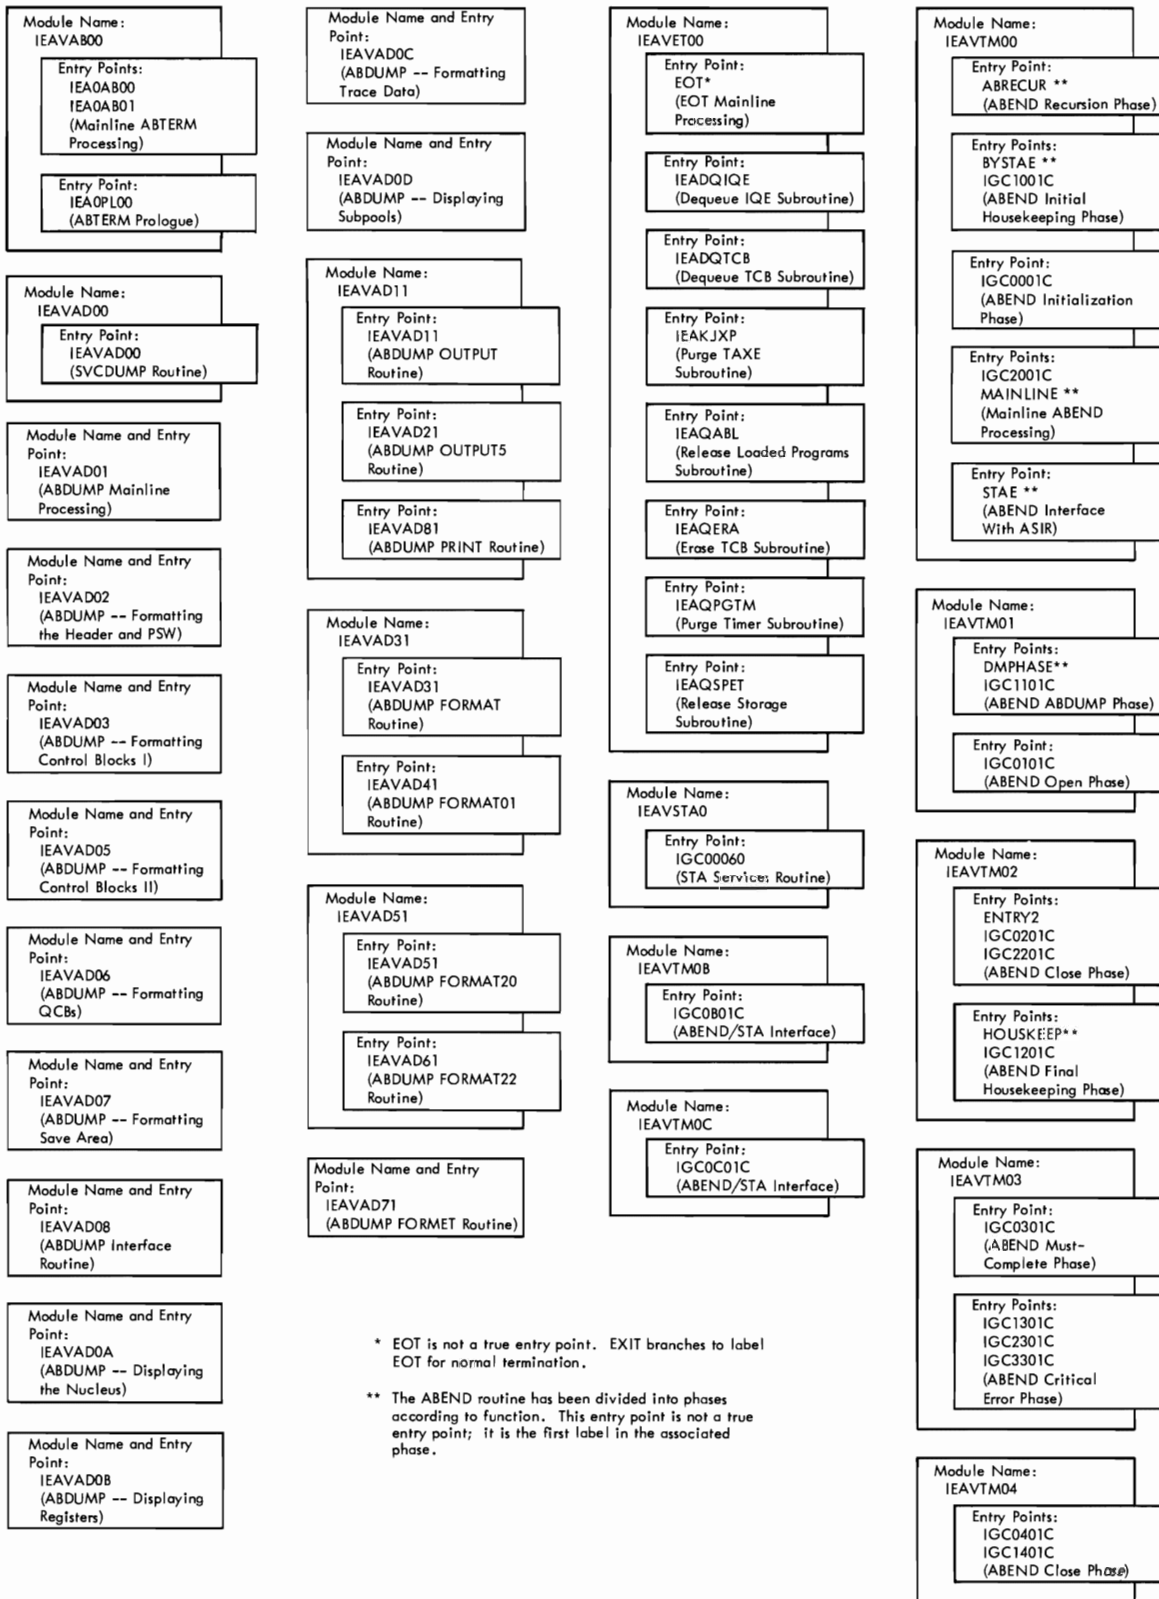 Module Name:
IEAVAB00
Entry Points:
IEA0AB00
IEA0AB01
(Mainline ABTERM
Processing)
Entry Point:
IEA0PL00
(ABTERM Prologue)
Module Name:
IEAVAD00
Entry Point:
IEAVAD00
(SVCDUMP Routine)
Module Name and Entry
Point:
IEAVAD01
(ABDUMP Mainline
Processing)
Module Name and Entry
Point:
IEAVAD02
(ABDUMP -- Formatting
the Header and PSW)
Module Name and Entry
Point:
IEAVAD03
(ABDUMP -- Formatting
Control Blocks I)
Module Name and Entry
Point:
IEAVAD05
(ABDUMP -- Formatting
Control Blocks II)
Module Name and Entry
Point:
IEAVAD06
(ABDUMP -- Formatting
QCBs)
Module Name and Entry
Point:
IEAVAD07
(ABDUMP -- Formatting
Save Area)
Module Name and Entry
Point:
IEAVAD08
(ABDUMP Interface
Routine)
Module Name and Entry
Point:
IEAVAD0A
(ABDUMP -- Displaying
the Nucleus)
Module Name and Entry
Point:
IEAVAD0B
(ABDUMP -- Displaying
Registers)
Module Name and Entry
Point:
IEAVAD0C
(ABDUMP -- Formatting
Trace Data)
Module Name and Entry
Point:
IEAVAD0D
(ABDUMP -- Displaying
Subpools)
Module Name:
IEAVAD11
Entry Point:
IEAVAD11
(ABDUMP OUTPUT
Routine)
Entry Point:
IEAVAD21
(ABDUMP OUTPUT5
Routine)
Entry Point:
IEAVAD81
(ABDUMP PRINT Routine)
Module Name:
IEAVAD31
Entry Point:
IEAVAD31
(ABDUMP FORMAT
Routine)
Entry Point:
IEAVAD41
(ABDUMP FORMAT01
Routine)
Module Name:
IEAVAD51
Entry Point:
IEAVAD51
(ABDUMP FORMAT20
Routine)
Entry Point:
IEAVAD61
(ABDUMP FORMAT22
Routine)
Module Name and Entry
Point:
IEAVAD71
(ABDUMP FORMET Routine)
Module Name:
IEAVET00
Entry Point:
EOT*
(EOT Mainline
Processing)
Entry Point:
IEADQIQE
(Dequeue IQE Subroutine)
Entry Point:
IEADQTCB
(Dequeue TCB Subroutine)
Entry Point:
IEAKJXP
(Purge TAXE
Subroutine)
Entry Point:
IEAQABL
(Release Loaded Programs
Subroutine)
Entry Point:
IEAQERA
(Erase TCB Subroutine)
Entry Point:
IEAQPGTM
(Purge Timer Subroutine)
Entry Point:
IEAQSPET
(Release Storage
Subroutine)
Module Name:
IEAVSTA0
Entry Point:
IGC00060
(STA Services Routine)
Module Name:
IEAVTM0B
Entry Point:
IGC0B01C
(ABEND/STA Interface)
Module Name:
IEAVTM0C
Entry Point:
IGC0C01C
(ABEND/STA Interface)
Module Name:
IEAVTM00
Entry Point:
ABRECUR **
(ABEND Recursion Phase)
Entry Points:
BYSTAE **
IGC1001C
(ABEND Initial
Housekeeping Phase)
Entry Point:
IGC0001C
(ABEND Initialization
Phase)
Entry Points:
IGC2001C
MAINLINE **
(Mainline ABEND
Processing)
Entry Point:
STAE **
(ABEND Interface
With ASIR)
Module Name:
IEAVTM01
Entry Points:
DMPHASE**
IGC1101C
(ABEND ABDUMP Phase)
Entry Point:
IGC0101C
(ABEND Open Phase)
Module Name:
IEAVTM02
Entry Points:
ENTRY2
IGC0201C
IGC2201C
(ABEND Close Phase)
Entry Points:
HOUSKEEP**
IGC1201C
(ABEND Final
Housekeeping Phase)
Module Name:
IEAVTM03
Entry Point:
IGC0301C
(ABEND Must-
Complete Phase)
Entry Points:
IGC1301C
IGC2301C
IGC3301C
(ABEND Critical
Error Phase)
Module Name:
IEAVTM04
Entry Points:
IGC0401C
IGC1401C
(ABEND Close Phase)
* EOT is not a true entry point. EXIT branches to label
EOT for normal termination.
** The ABEND routine has been divided into phases
according to function. This entry point is not a true
entry point; it is the first label in the associated
phase.